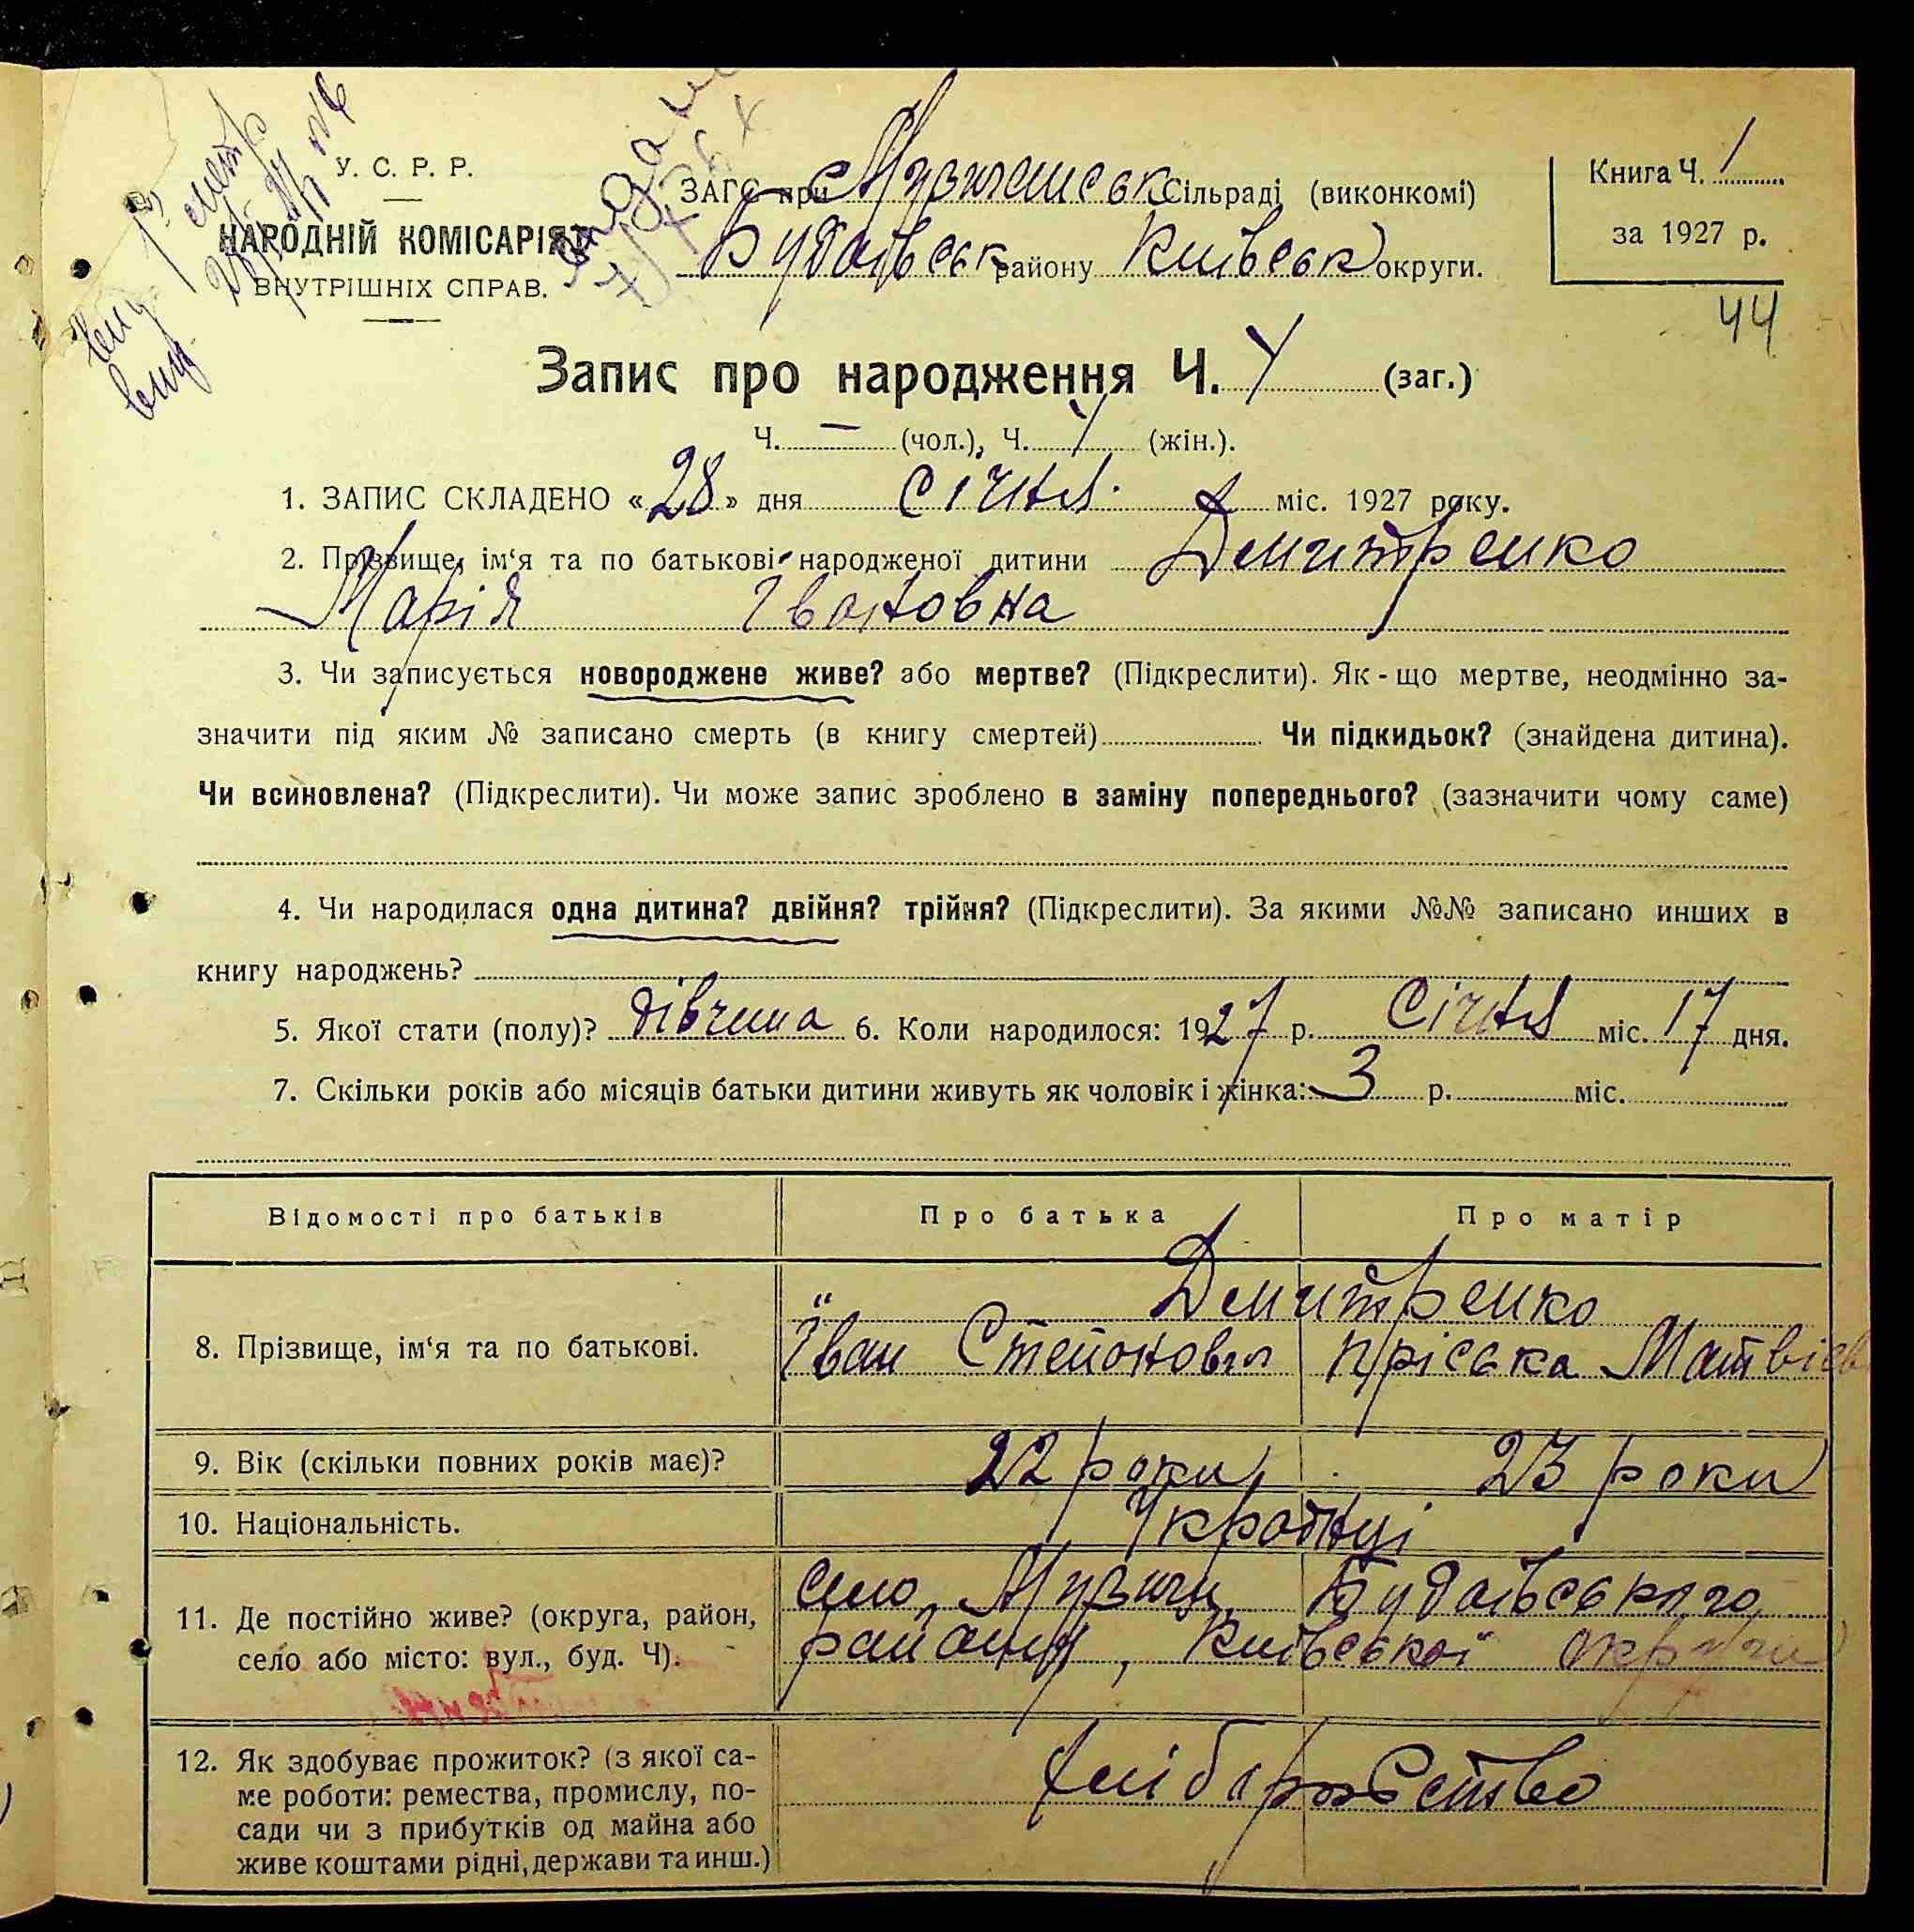 У. С. Р. Р.
НАРОДНІЙ КОМІСАРІЯТ
ВНУТРІШНІХ СПРАВ.
ЗАГС при Музиченськ Сільраді (виконкомі)
Будаївськ району Київськ округи.
Книга Ч. 1
за 1927 р.
44
Запис про народження Ч. 7 (заг.)
Ч. — (чол.), Ч. 7 (жін.).
1. ЗАПИС СКЛАДЕНО «28» дня Січня міс. 1927 року.
2. Прізвище, ім‘я та по батькові народженої дитини Демитренко
Марія Івановна
3. Чи записується новороджене живе? або мертве? (Підкреслити). Як-що мертве, неодмінно за-
значити під яким № записано смерть (в книгу смертей) Чи підкидьок? (знайдена дитина).
Чи всиновлена? (Підкреслити). Чи може запис зроблено в заміну попереднього? (зазначити чому саме)
4. Чи народилася одна дитина? двійня? трійня? (Підкреслити). За якими №№ записано инших в
книгу народжень?
5. Якої стати (полу)? дівчина 6. Коли народилося: 1927 р. Січня міс. 17 дня.
7. Скільки років або місяців батьки дитини живуть як чоловік і жінка: 3 р. міс.
Відомості про батьків Про батька Про матір
Демитренко
8. Прізвище, ім‘я та по батькові. Іван Степанович Пріська Матвієв
9. Вік (скільки повних років має)? 22 роки 23 роки
10. Національність. Українці
11. Де постійно живе? (округа, район, село Музичі Будаївського
село або місто: вул., буд. Ч). району, Київської округи
12. Як здобуває прожиток? (з якої са-
ме роботи: ремества, промислу, по- хліборобство
сади чи з прибутків од майна або
живе коштами рідні, держави та инш.)